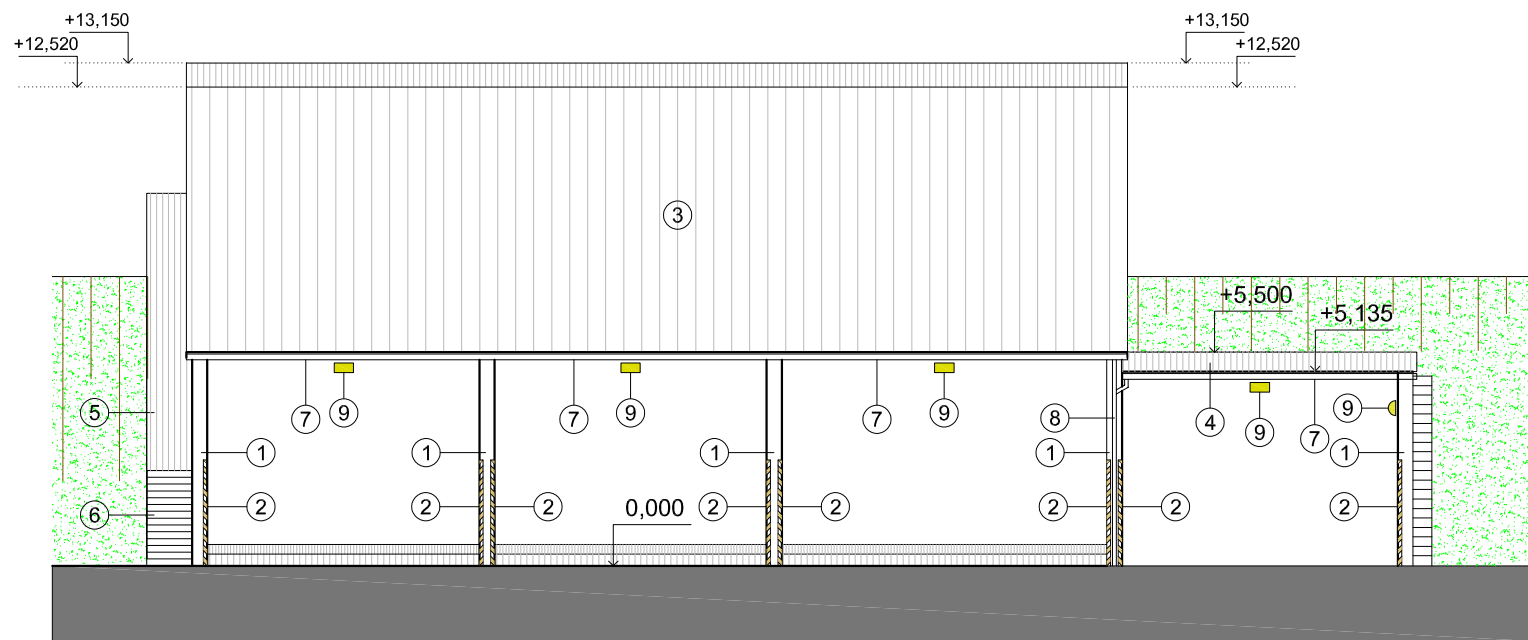 +13,150 +13,150
+12,520 +12,520
3
+5,500
+5,135
5 7 9 7 9 7 9 8 4 9 7 9
1 1 1 1 1
2 2 2 2 2 2 2 2
6 0,000